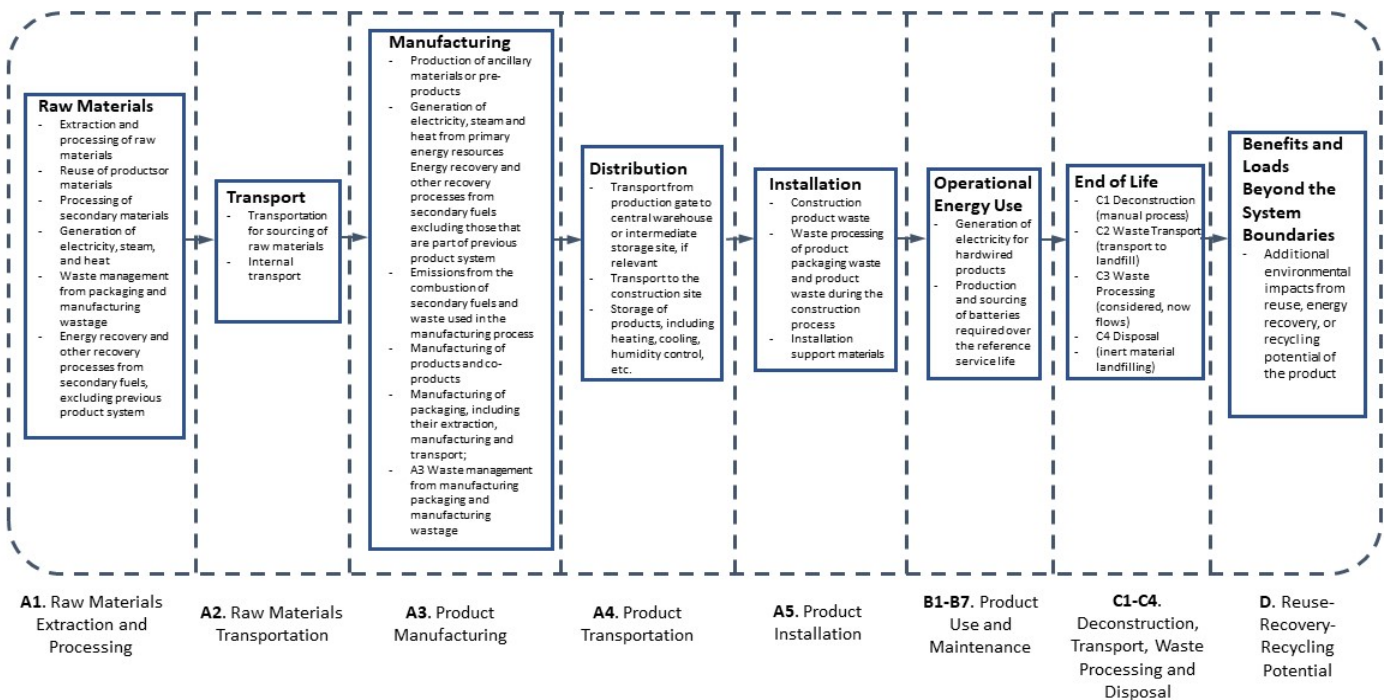 Raw Materials
- Extraction and
processing of raw
materials
- Reuse of productsor
materials
- Processing of
secondary materials
- Generation of
electricity, steam,
and heat
- Waste management
from packaging and
manufacturing
wastage
- Energy recovery and
other recovery
processes from
secondary fuels,
excluding previous
product system
Transport
- Transportation
for sourcing of
raw materials
- Internal
transport
Manufacturing
- Production of ancillary
materials or pre-
products
- Generation of
electricity, steam and
heat from primary
energy resources
Energy recovery and
other recovery
processes from
secondary fuels
excluding those that
are part of previous
product system
- Emissions from the
combustion of
secondary fuels and
waste used in the
manufacturing process
- Manufacturing of
products and co-
products
- Manufacturing of
packaging, including
their extraction,
manufacturing and
transport;
- A3 Waste management
from manufacturing
packaging and
manufacturing
wastage
Distribution
- Transport from
production gate to
central warehouse
or intermediate
storage site, if
relevant
- Transport to the
construction site
- Storage of
products, including
heating, cooling,
humidity control,
etc.
Installation
- Construction
product waste
- Waste processing of
product
packaging waste
and product
waste during the
construction
process
- Installation
support materials
Operational
Energy Use
- Generation of
electricity for
hardwired
products
- Production
and sourcing
of batteries
required over
the reference
service life
End of Life
- C1 Deconstruction
(manual process)
- C2 Waste Transport
- (transport to
landfill)
- C3 Waste
Processing
(considered, now
flows)
- C4 Disposal
- (inert material
landfilling)
Benefits and
Loads
Beyond the
System
Boundaries
- Additional
environmental
impacts from
reuse, energy
recovery, or
recycling
potential of
the product
A1. Raw Materials
Extraction and
Processing
A2. Raw Materials
Transportation
A3. Product
Manufacturing
A4. Product
Transportation
A5. Product
Installation
B1-B7. Product
Use and
Maintenance
C1-C4.
Deconstruction,
Transport, Waste
Processing and
Disposal
D. Reuse-
Recovery-
Recycling
Potential